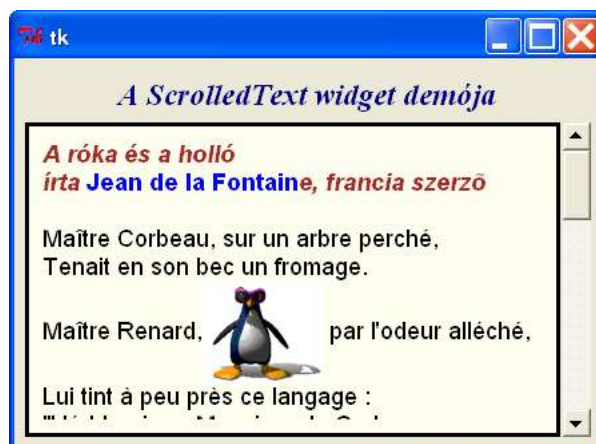 tk
A ScrolledText widget demója
A róka és a holló
írta Jean de la Fontaine, francia szerzõ
Maître Corbeau, sur un arbre perché,
Tenait en son bec un fromage.
Maître Renard, par l'odeur alléché,
Lui tint à peu près ce langage :